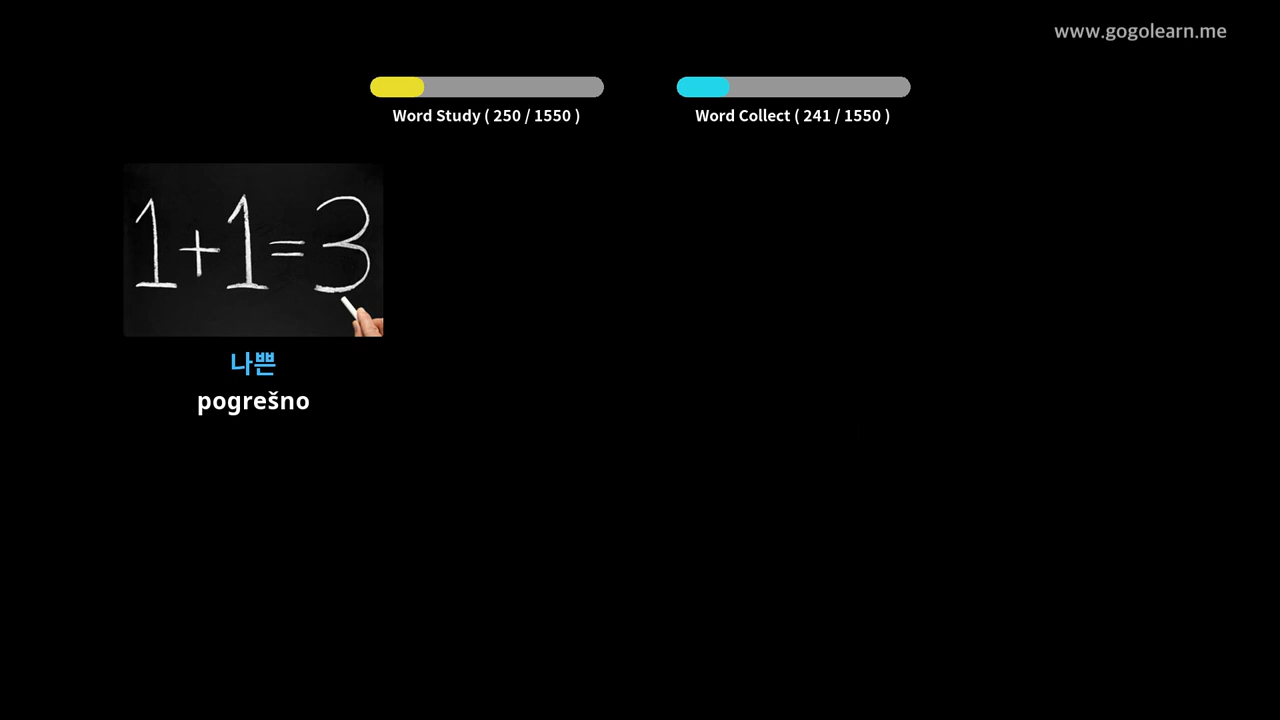 www.gogolearn.me
Word Study ( 250 / 1550 )
Word Collect ( 241 / 1550 )
1+1=3
나쁜
pogrešno